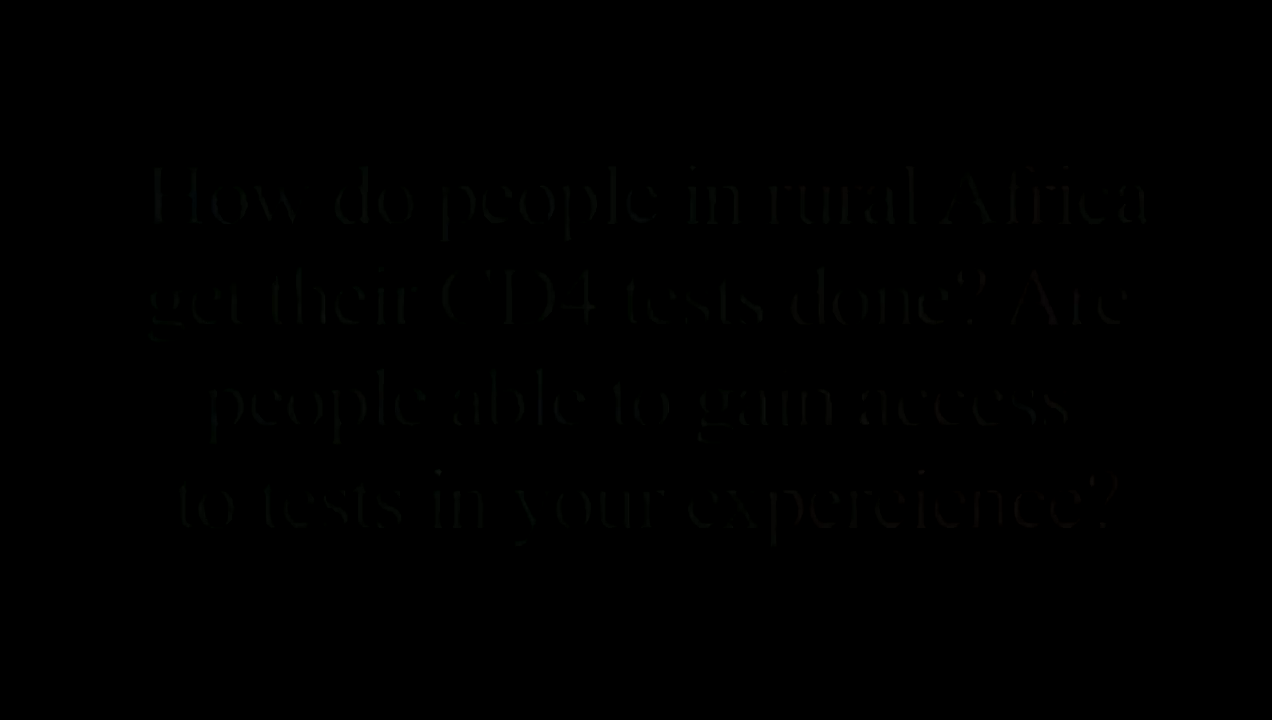 How do people in rural Africa
get their CD4 tests done? Are
people able to gain access
to tests in your expereience?